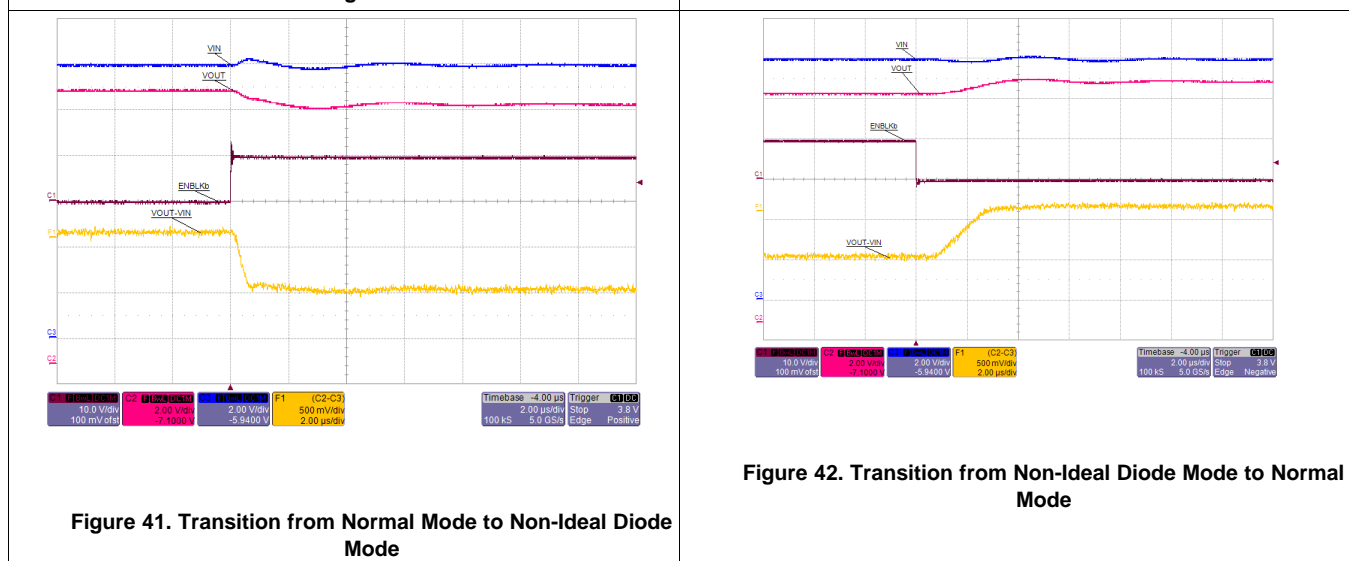 VIN
VOUT
C1
ENBLKb
VOUT-VIN
F1
C3
C2
C2
10.0 V/div
100 mV ofst
2.00 V/div
-7.1000 V
2.00 V/div
-5.9400 V
F1 (C2-C3)
500 mV/div
2.00 µs/div
Timebase -4.00 µs
2.00 µs/div
100 kS 5.0 GS/s
Trigger C1 DC
Stop 3.8 V
Edge Positive
Figure 41. Transition from Normal Mode to Non-Ideal Diode
Mode
VIN
VOUT
ENBLKb
C1
F1
VOUT-VIN
C3
C2
10.0 V/div
100 mV ofst
2.00 V/div
-7.1000 V
2.00 V/div
-5.9400 V
F1 (C2-C3)
500 mV/div
2.00 µs/div
Timebase -4.00 µs
2.00 µs/div
100 kS 5.0 GS/s
Trigger C1 DC
Stop 3.8 V
Edge Negative
Figure 42. Transition from Non-Ideal Diode Mode to Normal
Mode